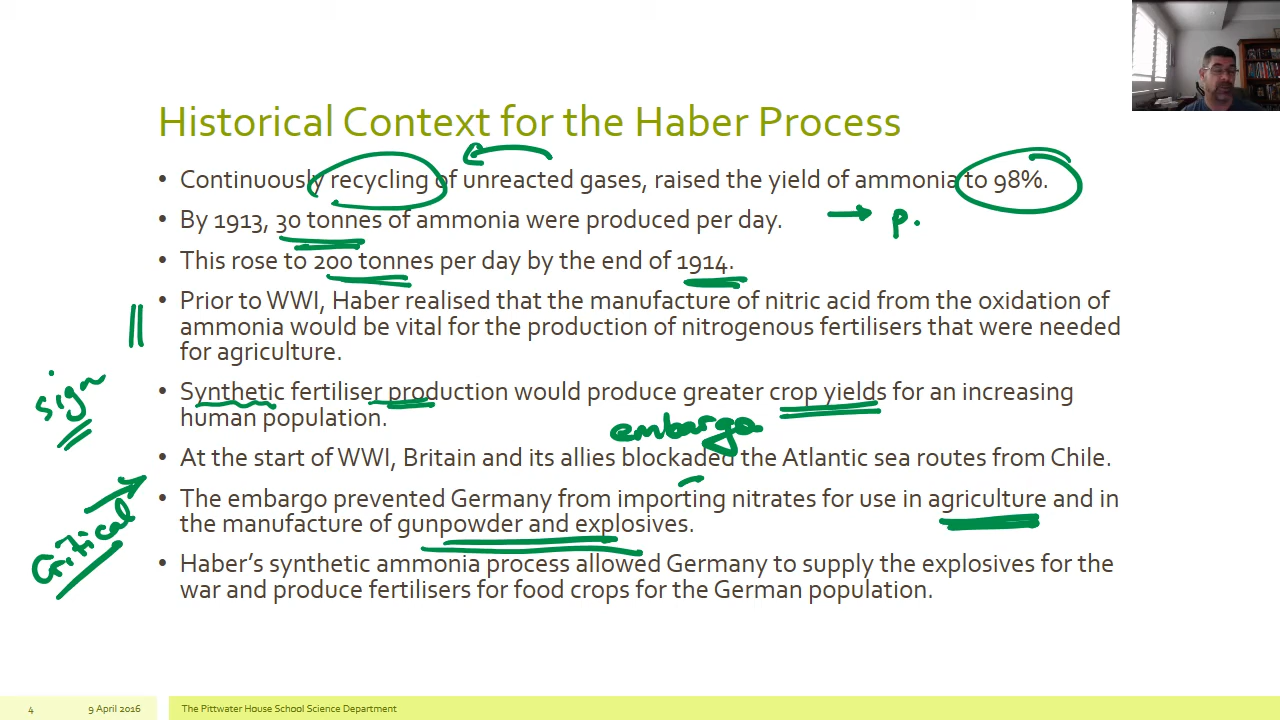 Historical Context for the Haber Process
• Continuously recycling of unreacted gases, raised the yield of ammonia to 98%.
• By 1913, 30 tonnes of ammonia were produced per day.
→ p.
• This rose to 200 tonnes per day by the end of 1914.
• Prior to WWI, Haber realised that the manufacture of nitric acid from the oxidation of
ammonia would be vital for the production of nitrogenous fertilisers that were needed
for agriculture.
sign
• Synthetic fertiliser production would produce greater crop yields for an increasing
human population.
embargo
• At the start of WWI, Britain and its allies blockaded the Atlantic sea routes from Chile.
Critical
• The embargo prevented Germany from importing nitrates for use in agriculture and in
the manufacture of gunpowder and explosives.
• Haber's synthetic ammonia process allowed Germany to supply the explosives for the
war and produce fertilisers for food crops for the German population.
4 9 April 2016 The Pittwater House School Science Department